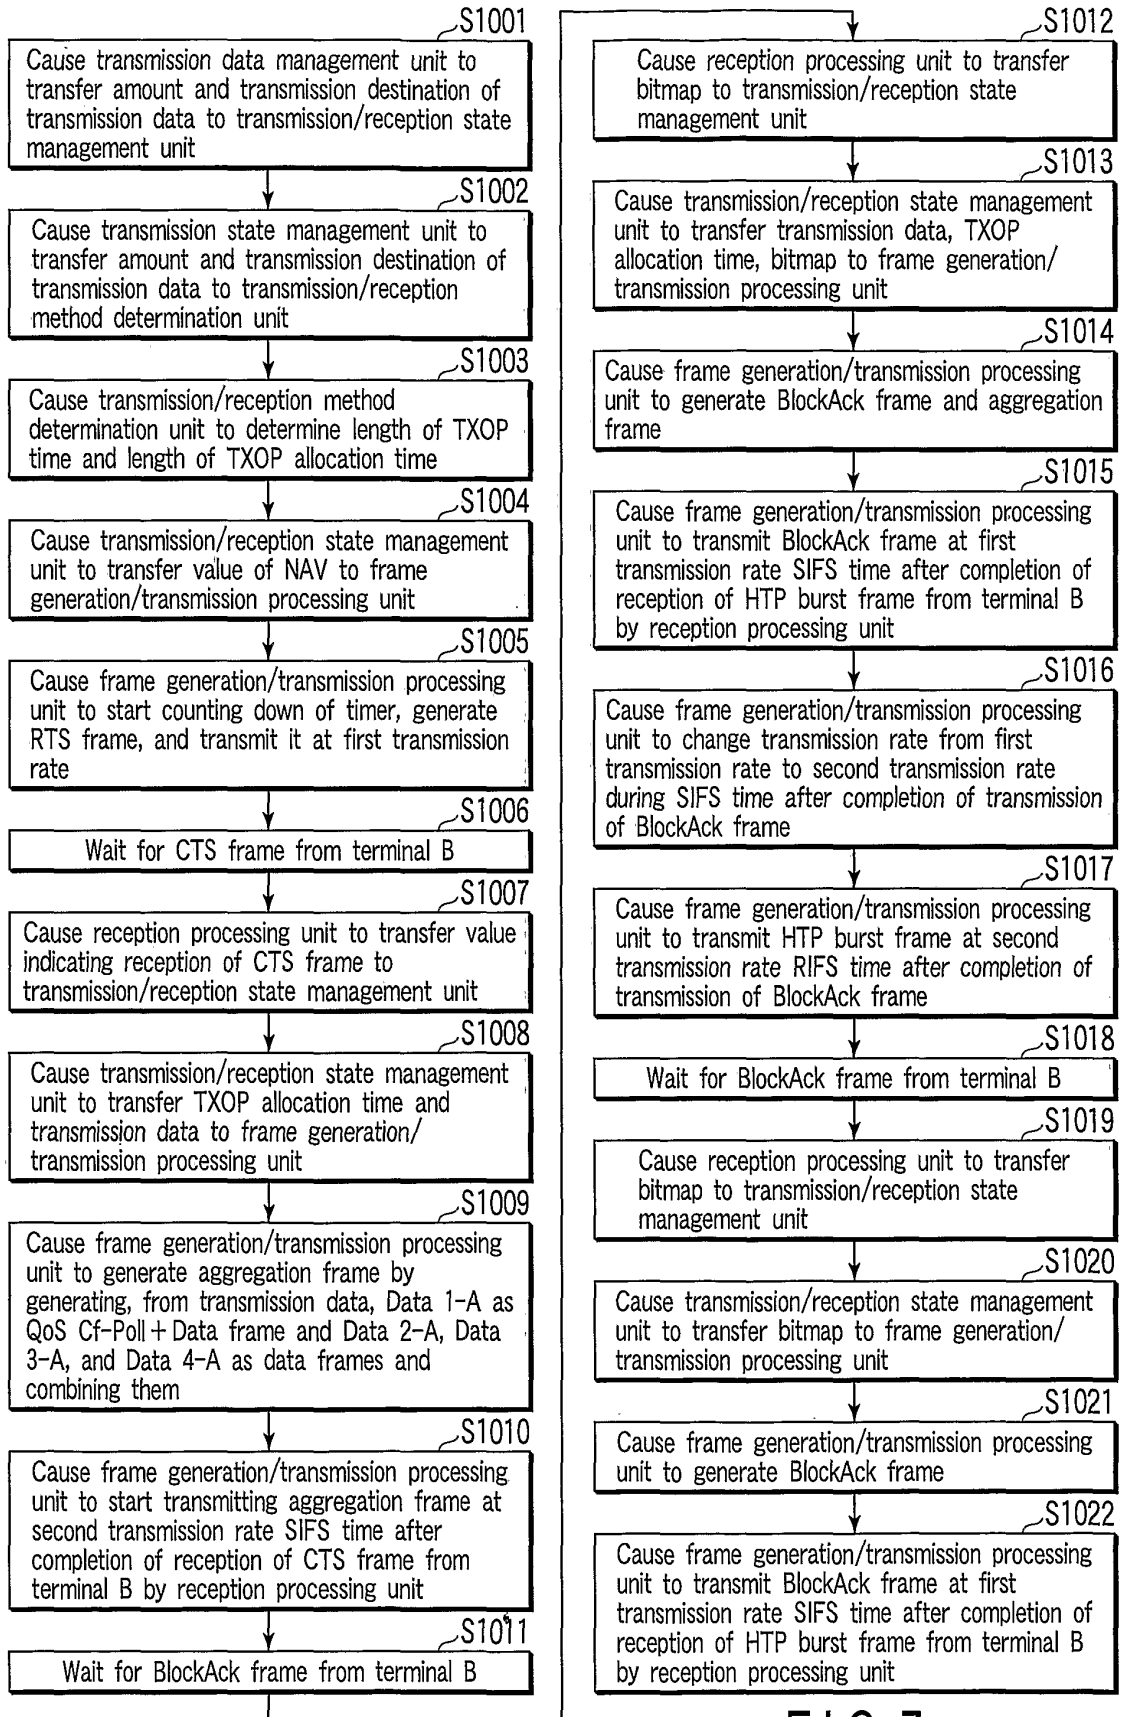 S1001
Cause transmission data management unit to
transfer amount and transmission destination of
transmission data to transmission/reception state
management unit
S1002
Cause transmission state management unit to
transfer amount and transmission destination of
transmission data to transmission/reception
method determination unit
S1003
Cause transmission/reception method
determination unit to determine length of TXOP
time and length of TXOP allocation time
S1004
Cause transmission/reception state management
unit to transfer value of NAV to frame
generation/transmission processing unit
S1005
Cause frame generation/transmission processing
unit to start counting down of timer, generate
RTS frame, and transmit it at first transmission
rate
S1006
Wait for CTS frame from terminal B
S1007
Cause reception processing unit to transfer value
indicating reception of CTS frame to
transmission/reception state management unit
S1008
Cause transmission/reception state management
unit to transfer TXOP allocation time and
transmission data to frame generation/
transmission processing unit
S1009
Cause frame generation/transmission processing
unit to generate aggregation frame by
generating, from transmission data, Data 1-A as
QoS Cf-Poll+Data frame and Data 2-A, Data
3-A, and Data 4-A as data frames and
combining them
S1010
Cause frame generation/transmission processing
unit to start transmitting aggregation frame at
second transmission rate SIFS time after
completion of reception of CTS frame from
terminal B by reception processing unit
S1011
Wait for BlockAck frame from terminal B
S1012
Cause reception processing unit to transfer
bitmap to transmission/reception state
management unit
S1013
Cause transmission/reception state management
unit to transfer transmission data, TXOP
allocation time, bitmap to frame generation/
transmission processing unit
S1014
Cause frame generation/transmission processing
unit to generate BlockAck frame and aggregation
frame
S1015
Cause frame generation/transmission processing
unit to transmit BlockAck frame at first
transmission rate SIFS time after completion of
reception of HTP burst frame from terminal B
by reception processing unit
S1016
Cause frame generation/transmission processing
unit to change transmission rate from first
transmission rate to second transmission rate
during SIFS time after completion of transmission
of BlockAck frame
S1017
Cause frame generation/transmission processing
unit to transmit HTP burst frame at second
transmission rate RIFS time after completion of
transmission of BlockAck frame
S1018
Wait for BlockAck frame from terminal B
S1019
Cause reception processing unit to transfer
bitmap to transmission/reception state
management unit
S1020
Cause transmission/reception state management
unit to transfer bitmap to frame generation/
transmission processing unit
S1021
Cause frame generation/transmission processing
unit to generate BlockAck frame
S1022
Cause frame generation/transmission processing
unit to transmit BlockAck frame at first
transmission rate SIFS time after completion of
reception of HTP burst frame from terminal B
by reception processing unit